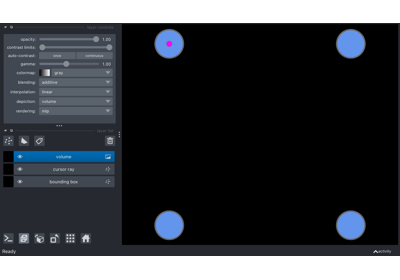 opacity: 1.00
contrast limits:
auto-contrast: once continuous
gamma: 1.00
colormap: gray
blending: additive
interpolation: linear
depiction: volume
rendering: mip
volume
cursor ray
bounding box
Ready
activity